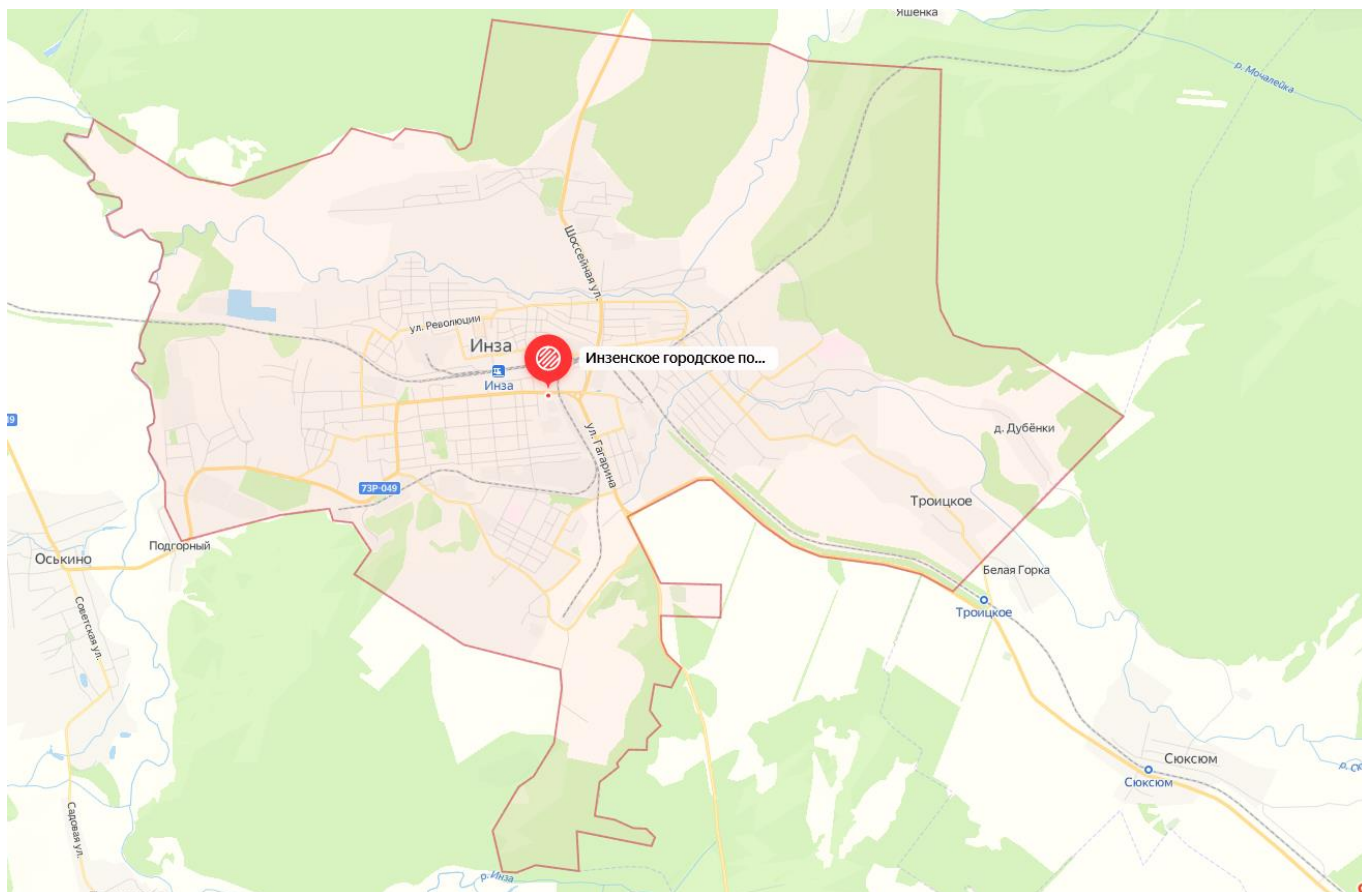 Яшенка
р. Мочалейка
Шоссейная ул.
ул. Революции
Инза
Инзенское городское по...
Инза
ул. Гагарина
д. Дубёнки
73Р-049
Троицкое
Подгорный
Оськино
Белая Горка
Троицкое
Советская ул.
Сюксюм
Сюксюм
Садовая ул.
р. Инза